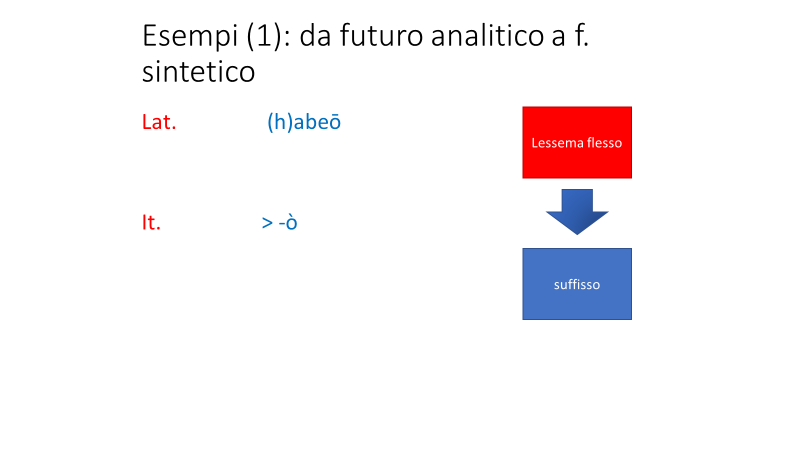 Esempi (1): da futuro analitico a f.
sintetico
Lat. (h)abeō
Lessema flesso
It. > -ò
suffisso